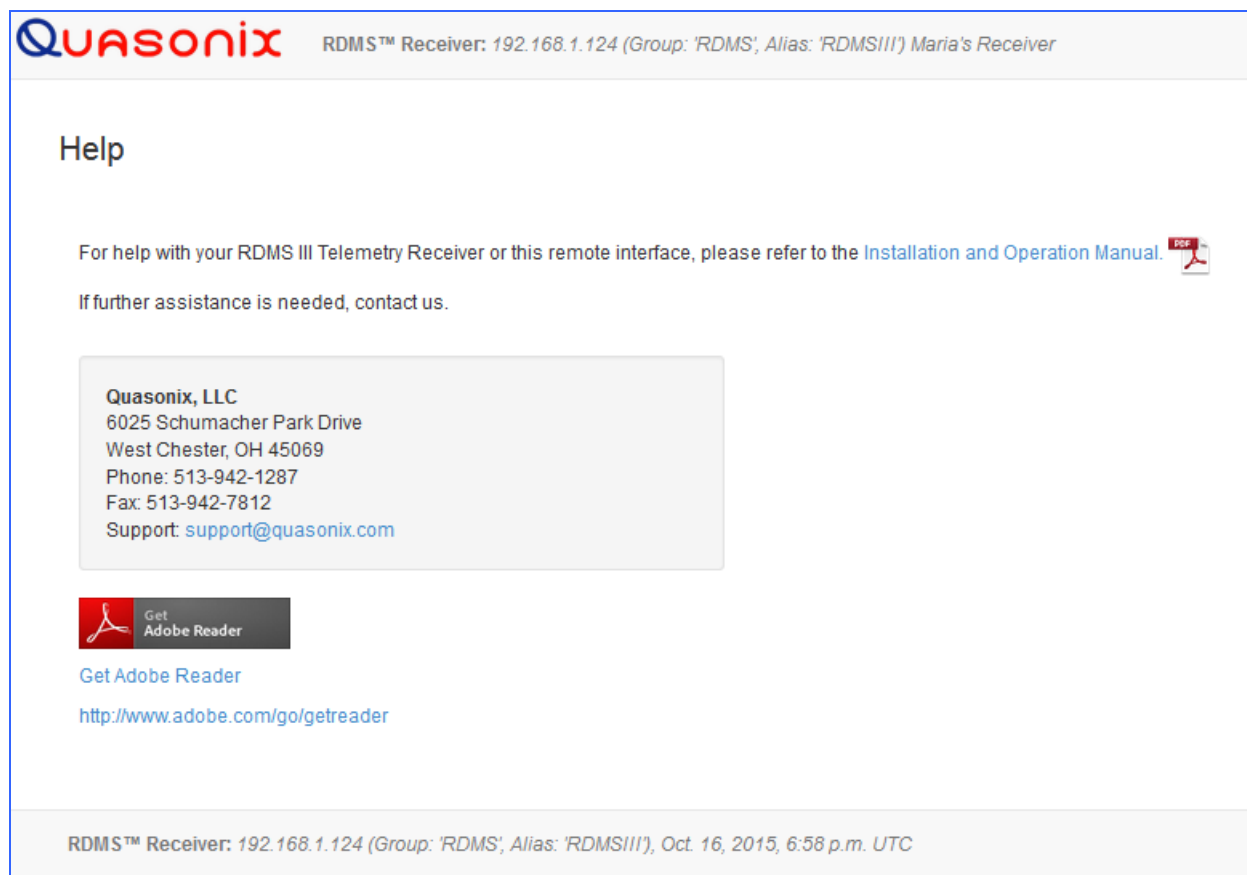 Quasonix RDMS™ Receiver: 192.168.1.124 (Group: 'RDMS', Alias: 'RDMSIII') Maria's Receiver
Help
For help with your RDMS III Telemetry Receiver or this remote interface, please refer to the Installation and Operation Manual. PDF
If further assistance is needed, contact us.
Quasonix, LLC
6025 Schumacher Park Drive
West Chester, OH 45069
Phone: 513-942-1287
Fax: 513-942-7812
Support: support@quasonix.com
Get
Adobe Reader
Get Adobe Reader
http://www.adobe.com/go/getreader
RDMS™ Receiver: 192.168.1.124 (Group: 'RDMS', Alias: 'RDMSIII'), Oct. 16, 2015, 6:58 p.m. UTC